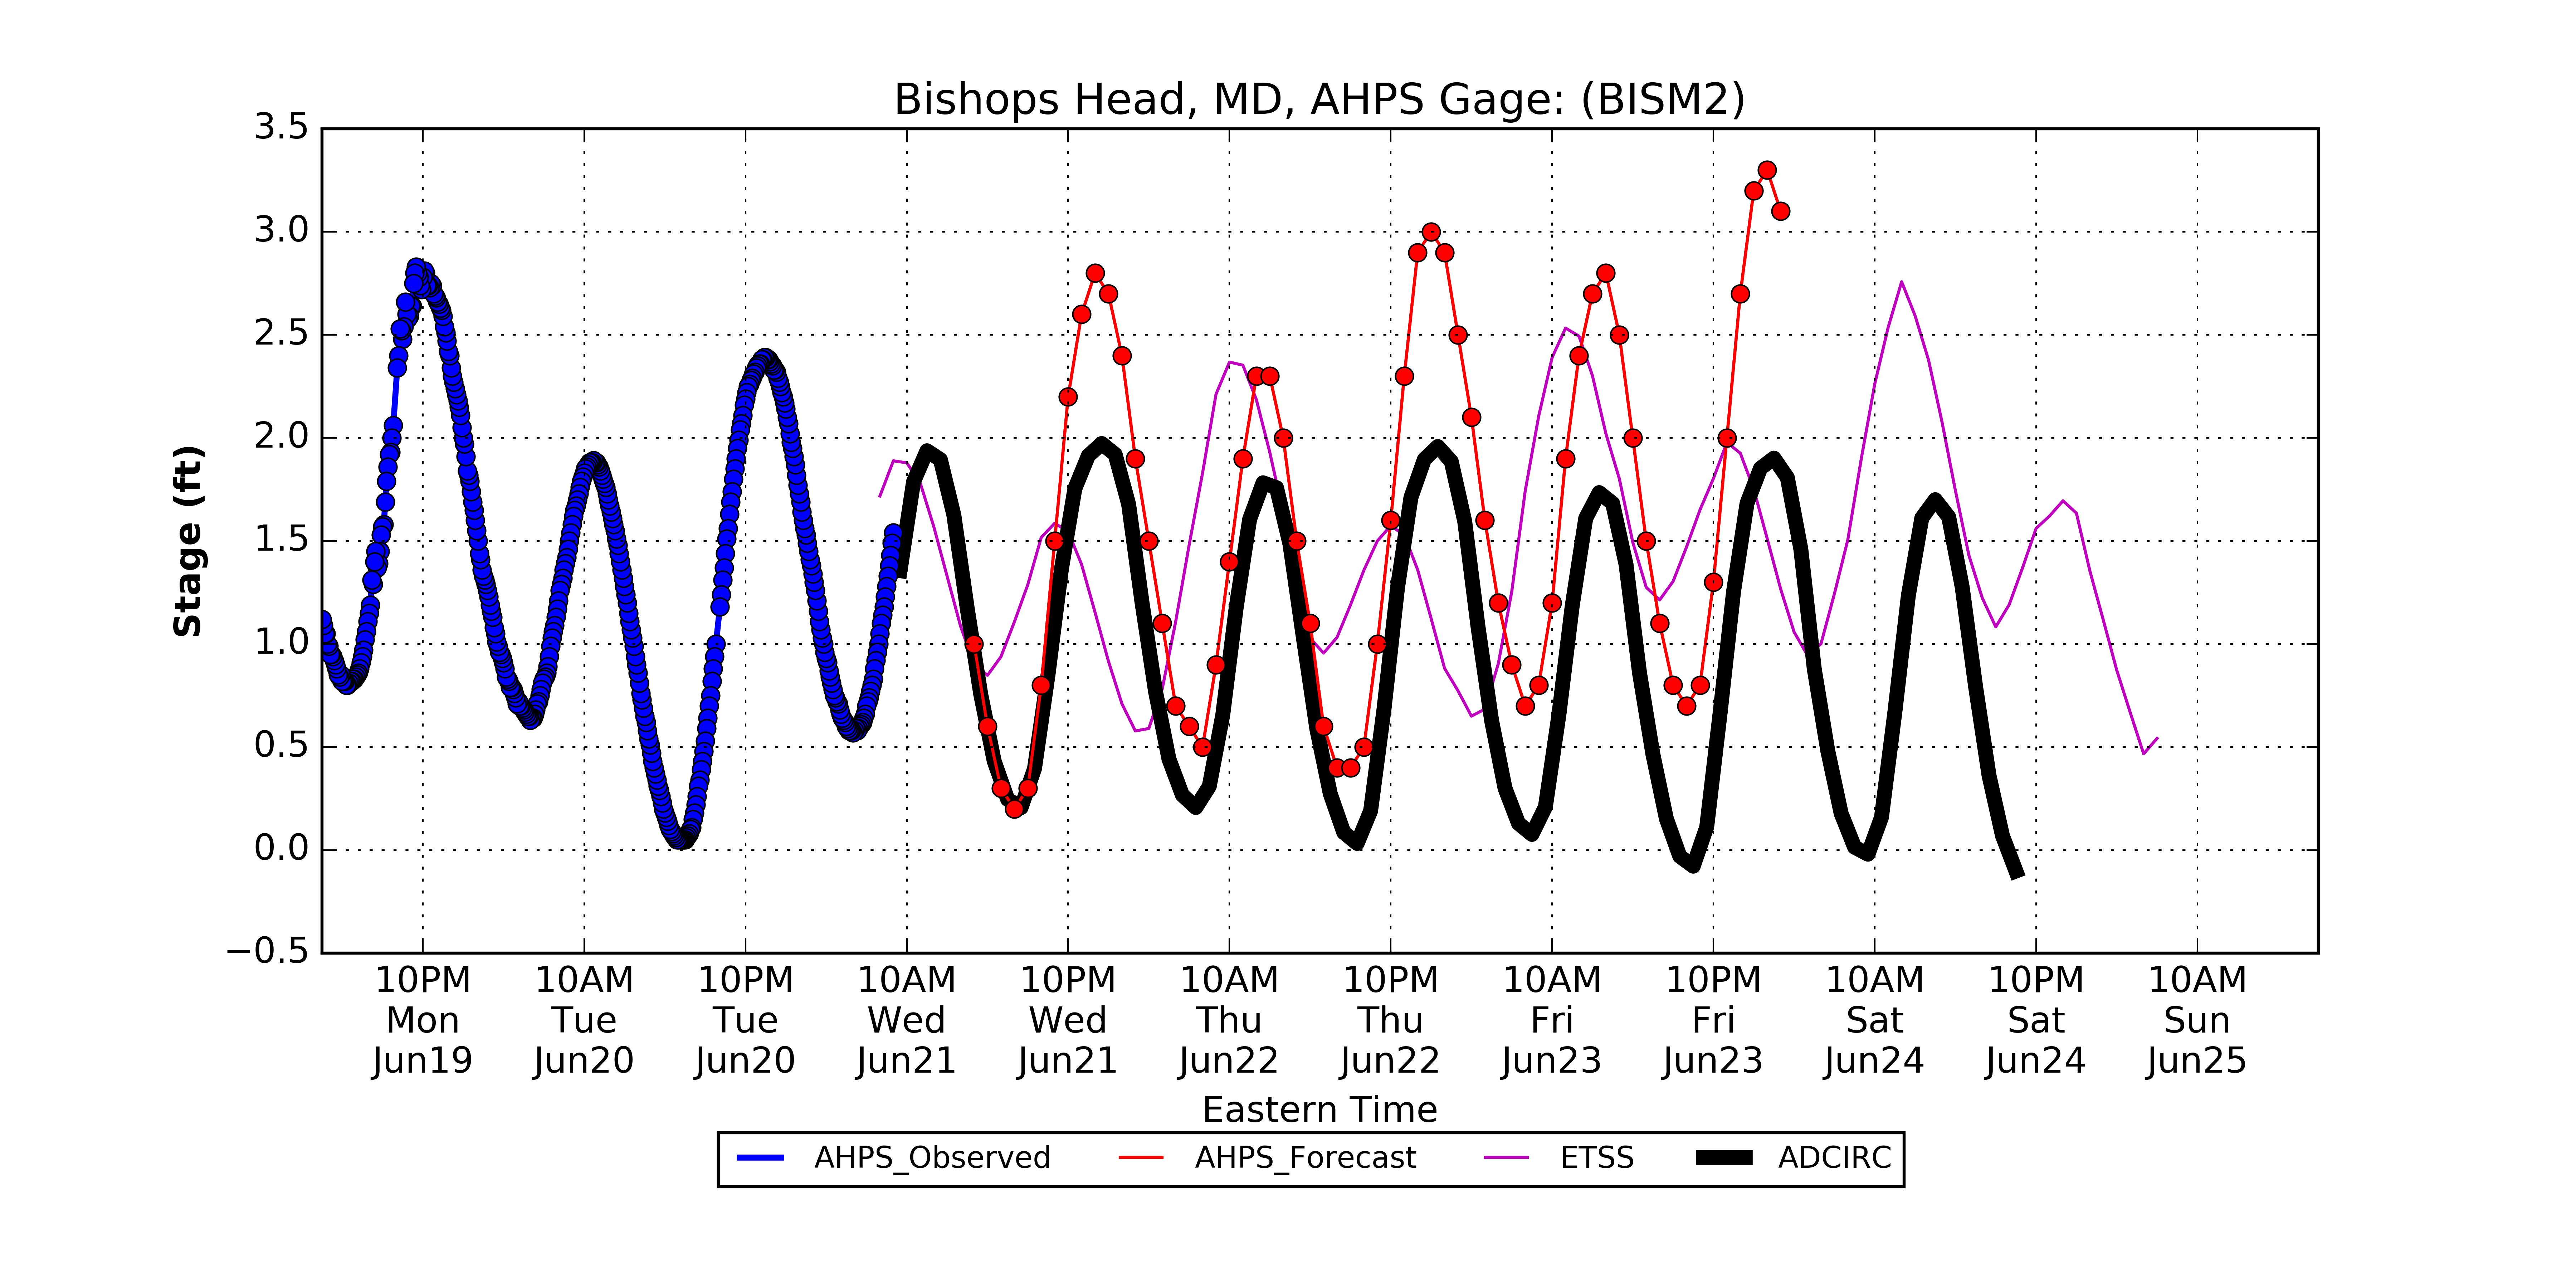 Bishops Head, MD, AHPS Gage: (BISM2)
3.5
3.0
2.5
2.0
1.5
1.0
0.5
0.0
−0.5
Stage (ft)
10PM 10AM 10PM 10AM 10PM 10AM 10PM 10AM 10PM 10AM 10PM 10AM
Mon Tue Tue Wed Wed Thu Thu Fri Fri Sat Sat Sun
Jun19 Jun20 Jun20 Jun21 Jun21 Jun22 Jun22 Jun23 Jun23 Jun24 Jun24 Jun25
Eastern Time
AHPS_Observed AHPS_Forecast ETSS ADCIRC